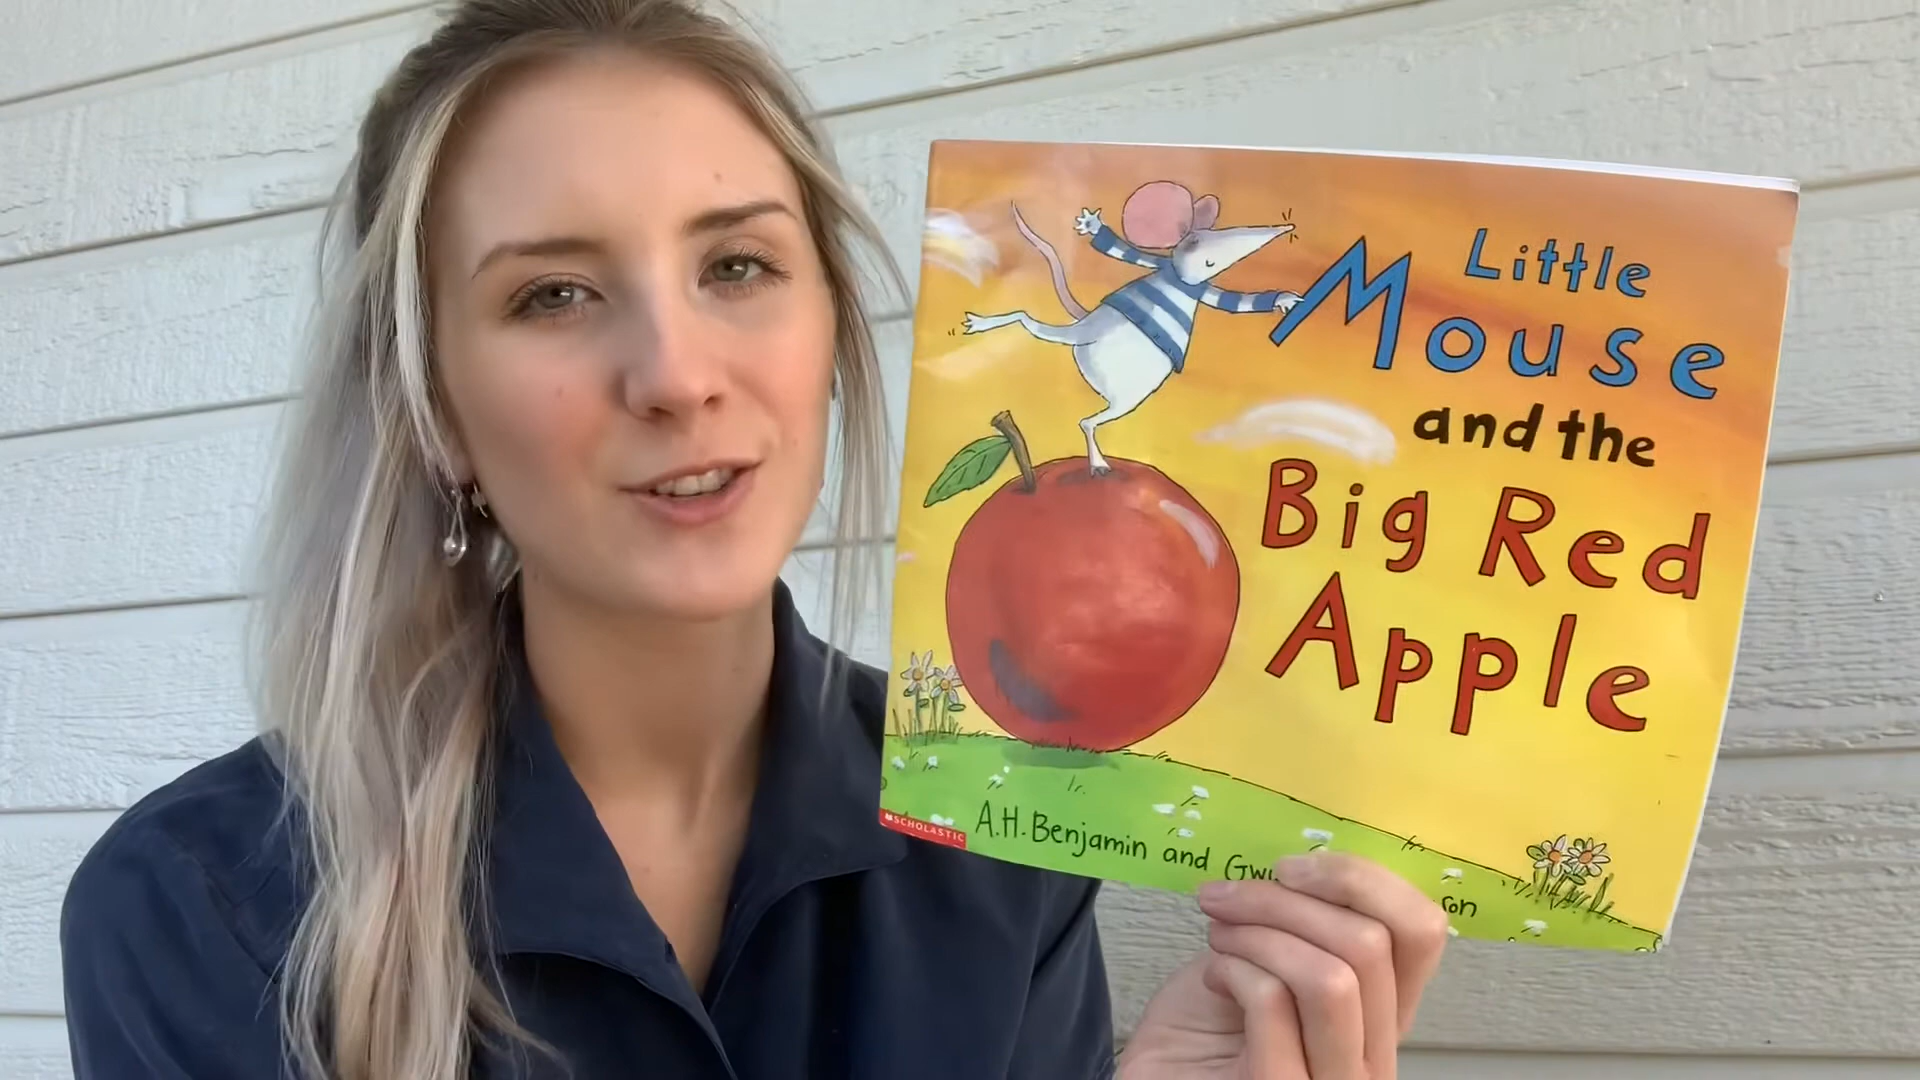 Little
Mouse
and the
Big Red
Apple
SCHOLASTIC
A.H. Benjamin and